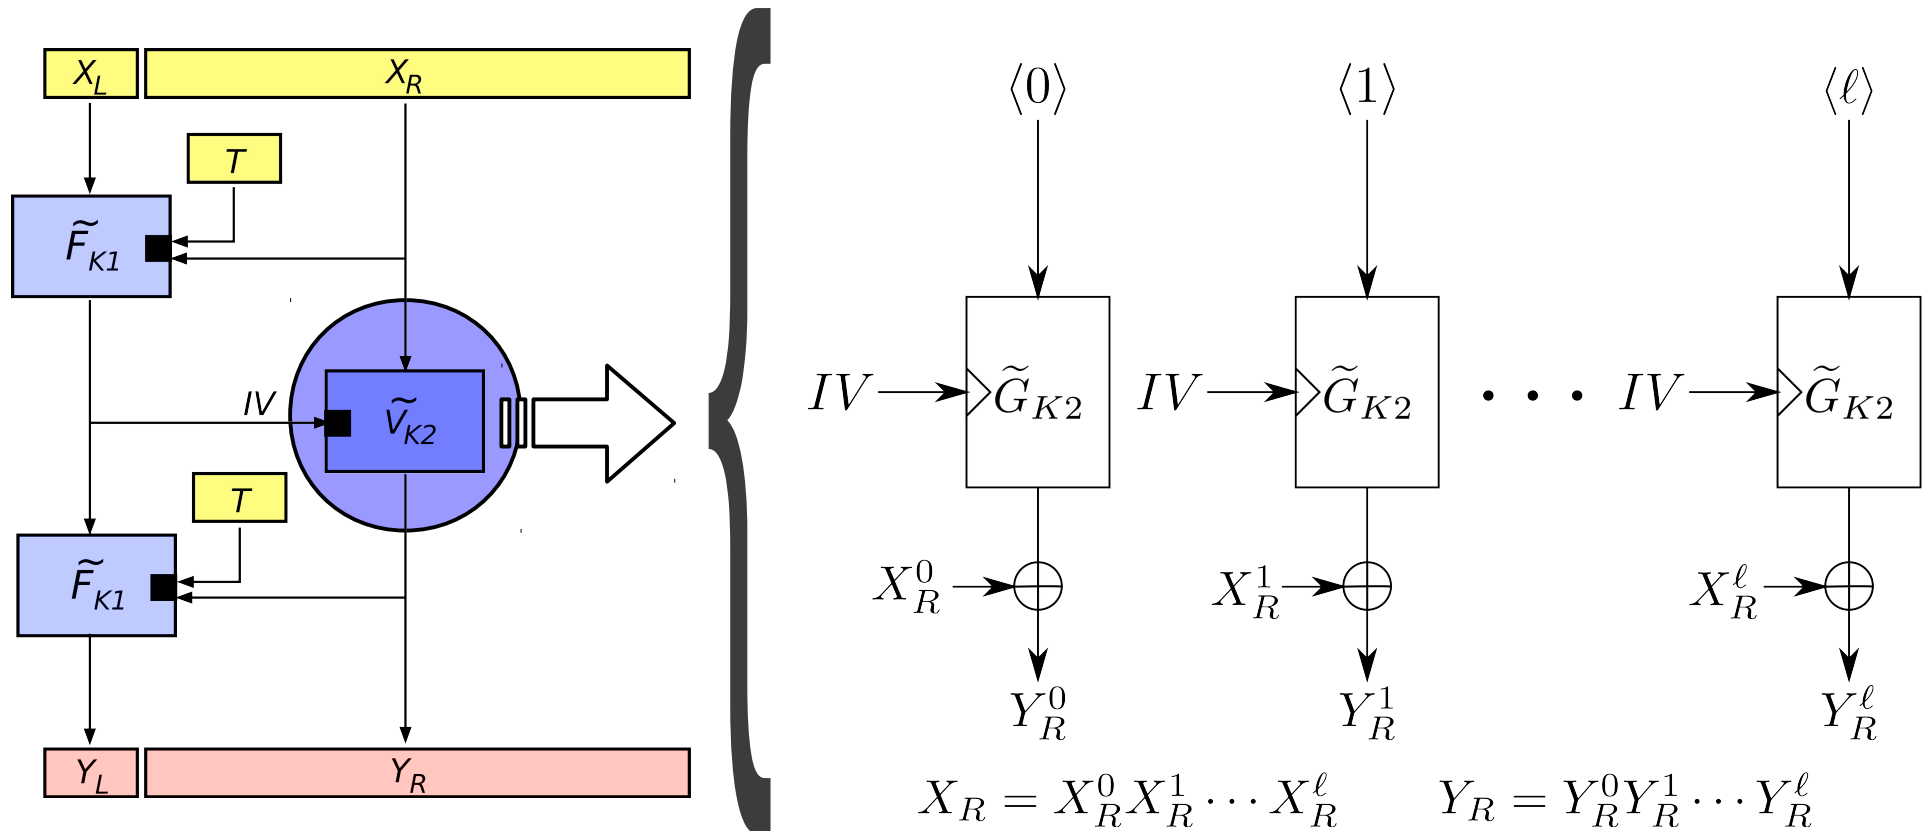 X_L X_R
T
F̃_K1
IV
Ṽ_K2
T
F̃_K1
Y_L Y_R
⟨0⟩ ⟨1⟩ ⟨ℓ⟩
IV G̃_K2 IV G̃_K2 · · · IV G̃_K2
X_R^0 X_R^1 X_R^ℓ
Y_R^0 Y_R^1 Y_R^ℓ
X_R = X_R^0 X_R^1 ··· X_R^ℓ Y_R = Y_R^0 Y_R^1 ··· Y_R^ℓ